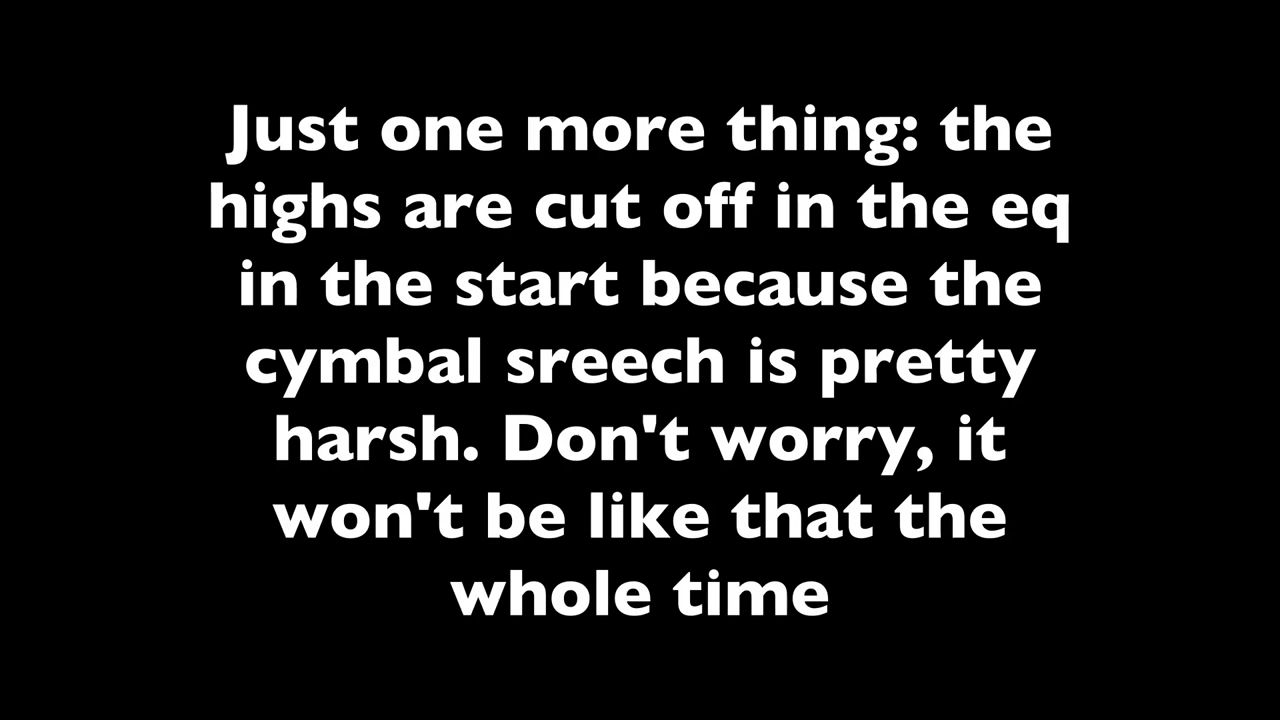 Just one more thing: the
highs are cut off in the eq
in the start because the
cymbal sreech is pretty
harsh. Don't worry, it
won't be like that the
whole time